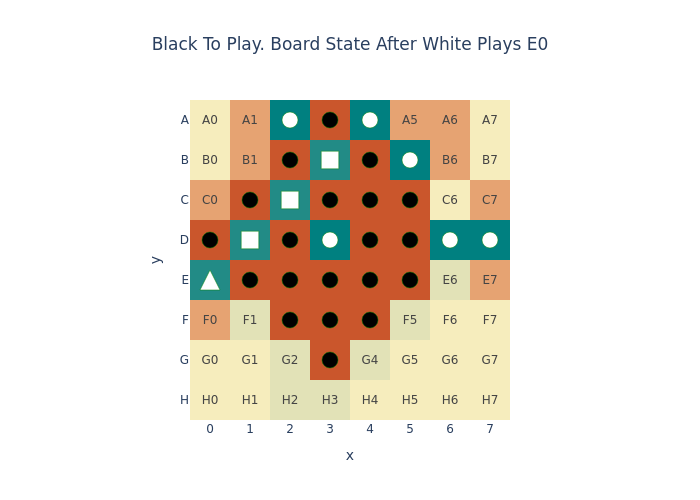 Black To Play. Board State After White Plays E0
A A0 A1 A5 A6 A7
B B0 B1 B6 B7
C C0 C6 C7
D
E E6 E7
F F0 F1 F5 F6 F7
G G0 G1 G2 G4 G5 G6 G7
H H0 H1 H2 H3 H4 H5 H6 H7
0 1 2 3 4 5 6 7
x
y